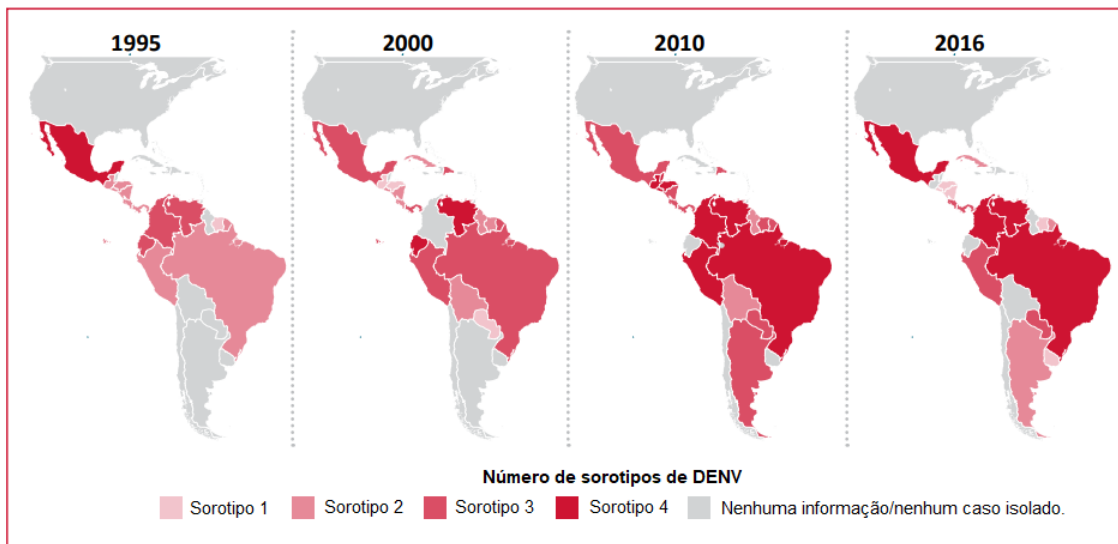 1995 2000 2010 2016
Número de sorotipos de DENV
Sorotipo 1 Sorotipo 2 Sorotipo 3 Sorotipo 4 Nenhuma informação/nenhum caso isolado.